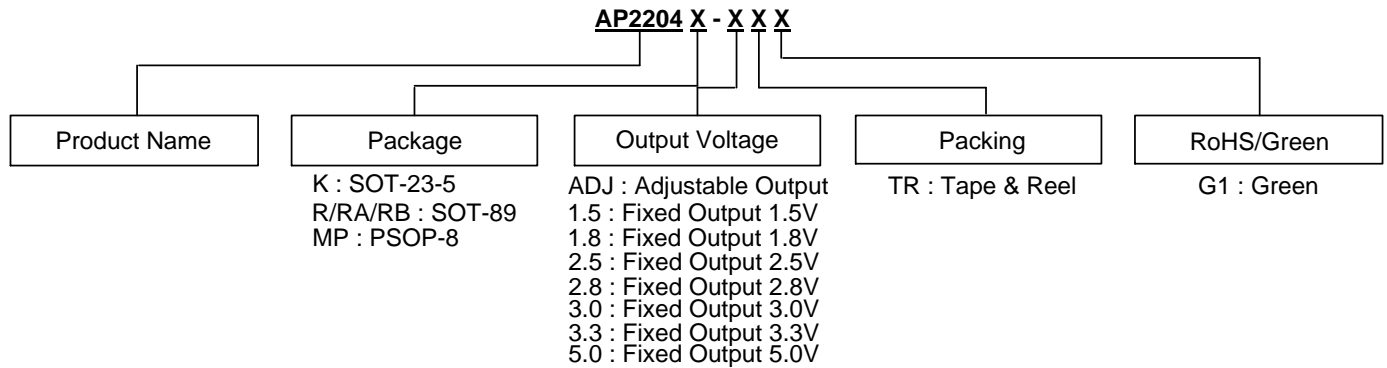 AP2204 X - X X X
Product Name
Package
Output Voltage
Packing
RoHS/Green
K : SOT-23-5
R/RA/RB : SOT-89
MP : PSOP-8
ADJ : Adjustable Output
1.5 : Fixed Output 1.5V
1.8 : Fixed Output 1.8V
2.5 : Fixed Output 2.5V
2.8 : Fixed Output 2.8V
3.0 : Fixed Output 3.0V
3.3 : Fixed Output 3.3V
5.0 : Fixed Output 5.0V
TR : Tape & Reel
G1 : Green